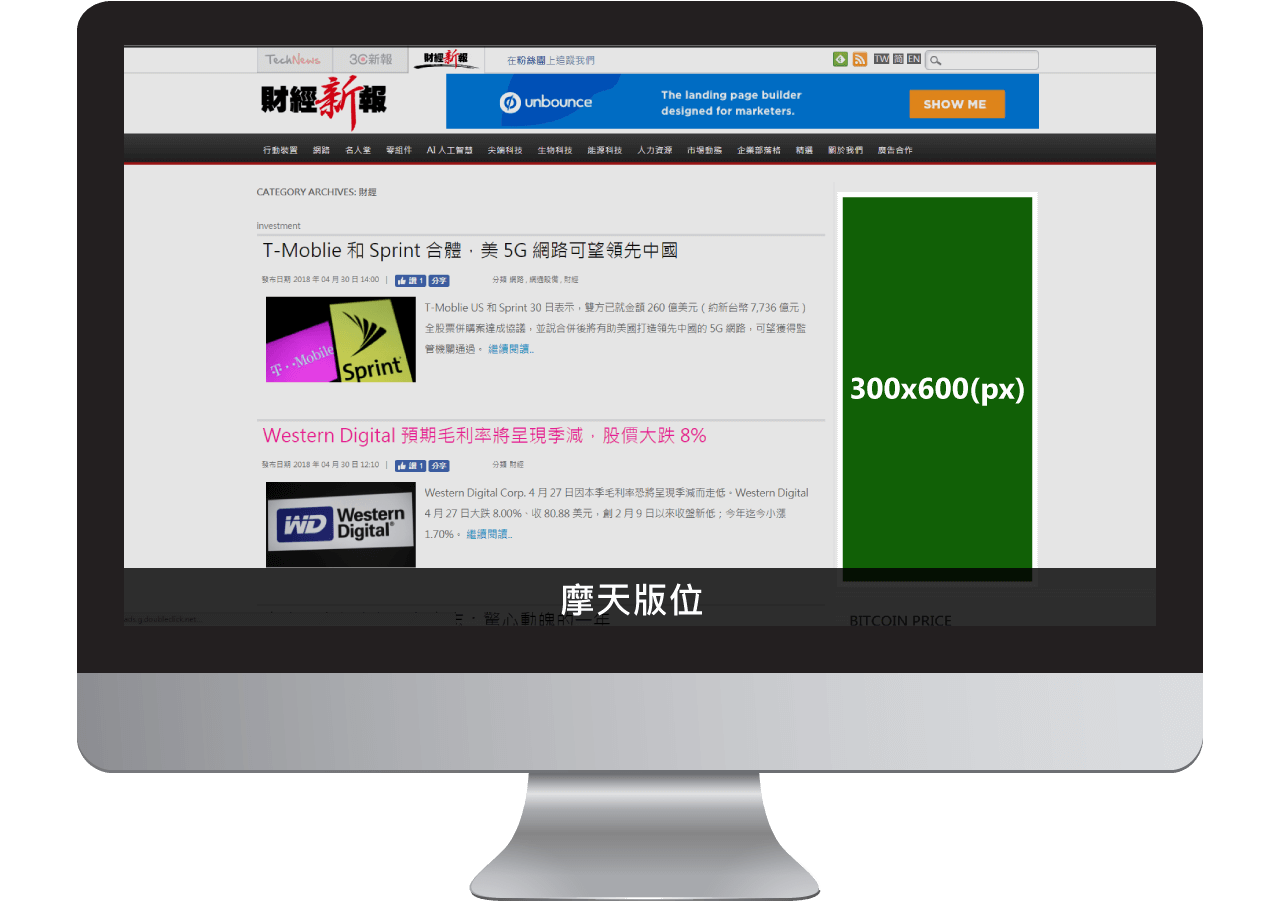 TechNews 3C新報 財經新報 在粉絲團上追蹤我們 TW 简 EN
財經新報
unbounce The landing page builder
designed for marketers.
SHOW ME
行動裝置 網路 名人堂 零組件 AI 人工智慧 尖端科技 生物科技 能源科技 人力資源 市場動態 企業部落格 精選 關於我們 廣告合作
CATEGORY ARCHIVES: 財經
Investment
T-Moblie 和 Sprint 合體，美 5G 網路可望領先中國
發布日期 2018 年 04 月 30 日 14:00 | 讚 1 分享 分類 網路 , 網通設備 , 財經
T-Moblie US 和 Sprint 30 日表示，雙方已就金額 260 億美元 ( 約新台幣 7,736 億元 )
全股票併購案達成協議，並說合併後將有助美國打造領先中國的 5G 網路，可望獲得監
管機關通過。 繼續閱讀..
T··Mobile
Sprint
Western Digital 預期毛利率將呈現季減，股價大跌 8%
發布日期 2018 年 04 月 30 日 12:10 | 讚 1 分享 分類 財經
Western Digital Corp. 4 月 27 日因本季毛利率恐將呈現季減而走低。Western Digital
4 月 27 日大跌 8.00%、收 80.88 美元，創 2 月 9 日以來收盤新低；今年迄今小漲
1.70%。 繼續閱讀..
WD Western
Digital®
300x600(px)
摩天版位
：驚心動魄的一年
BITCOIN PRICE